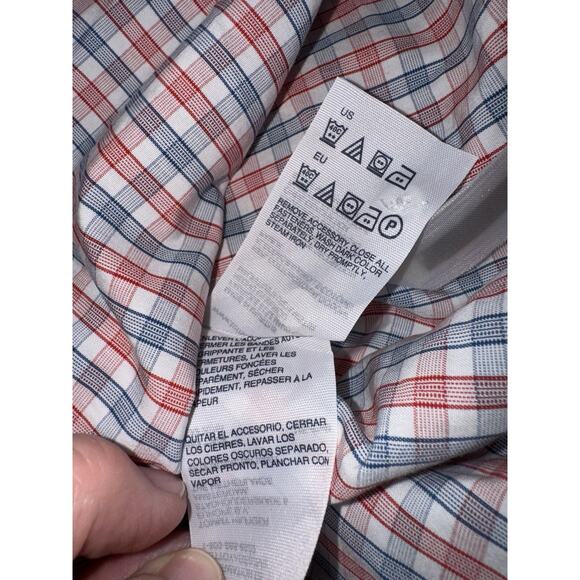 US
EU
P
REMOVE ACCESSORY, CLOSE ALL
FASTENERS, WASH DARK COLOR
SEPARATELY, DRY PROMPTLY,
STEAM IRON
ENLEVER
FERMER LES BANDES AUTO
GRIPPANTE ET LES
FERMETURES, LAVER LES
COULEURS FONCÉES
SÉPARÉMENT, SÉCHER
RAPIDEMENT, REPASSER À LA
VAPEUR
QUITAR EL ACCESORIO, CERRAR
LOS CIERRES, LAVAR LOS
COLORES OSCUROS SEPARADO,
SECAR PRONTO, PLANCHAR CON
VAPOR